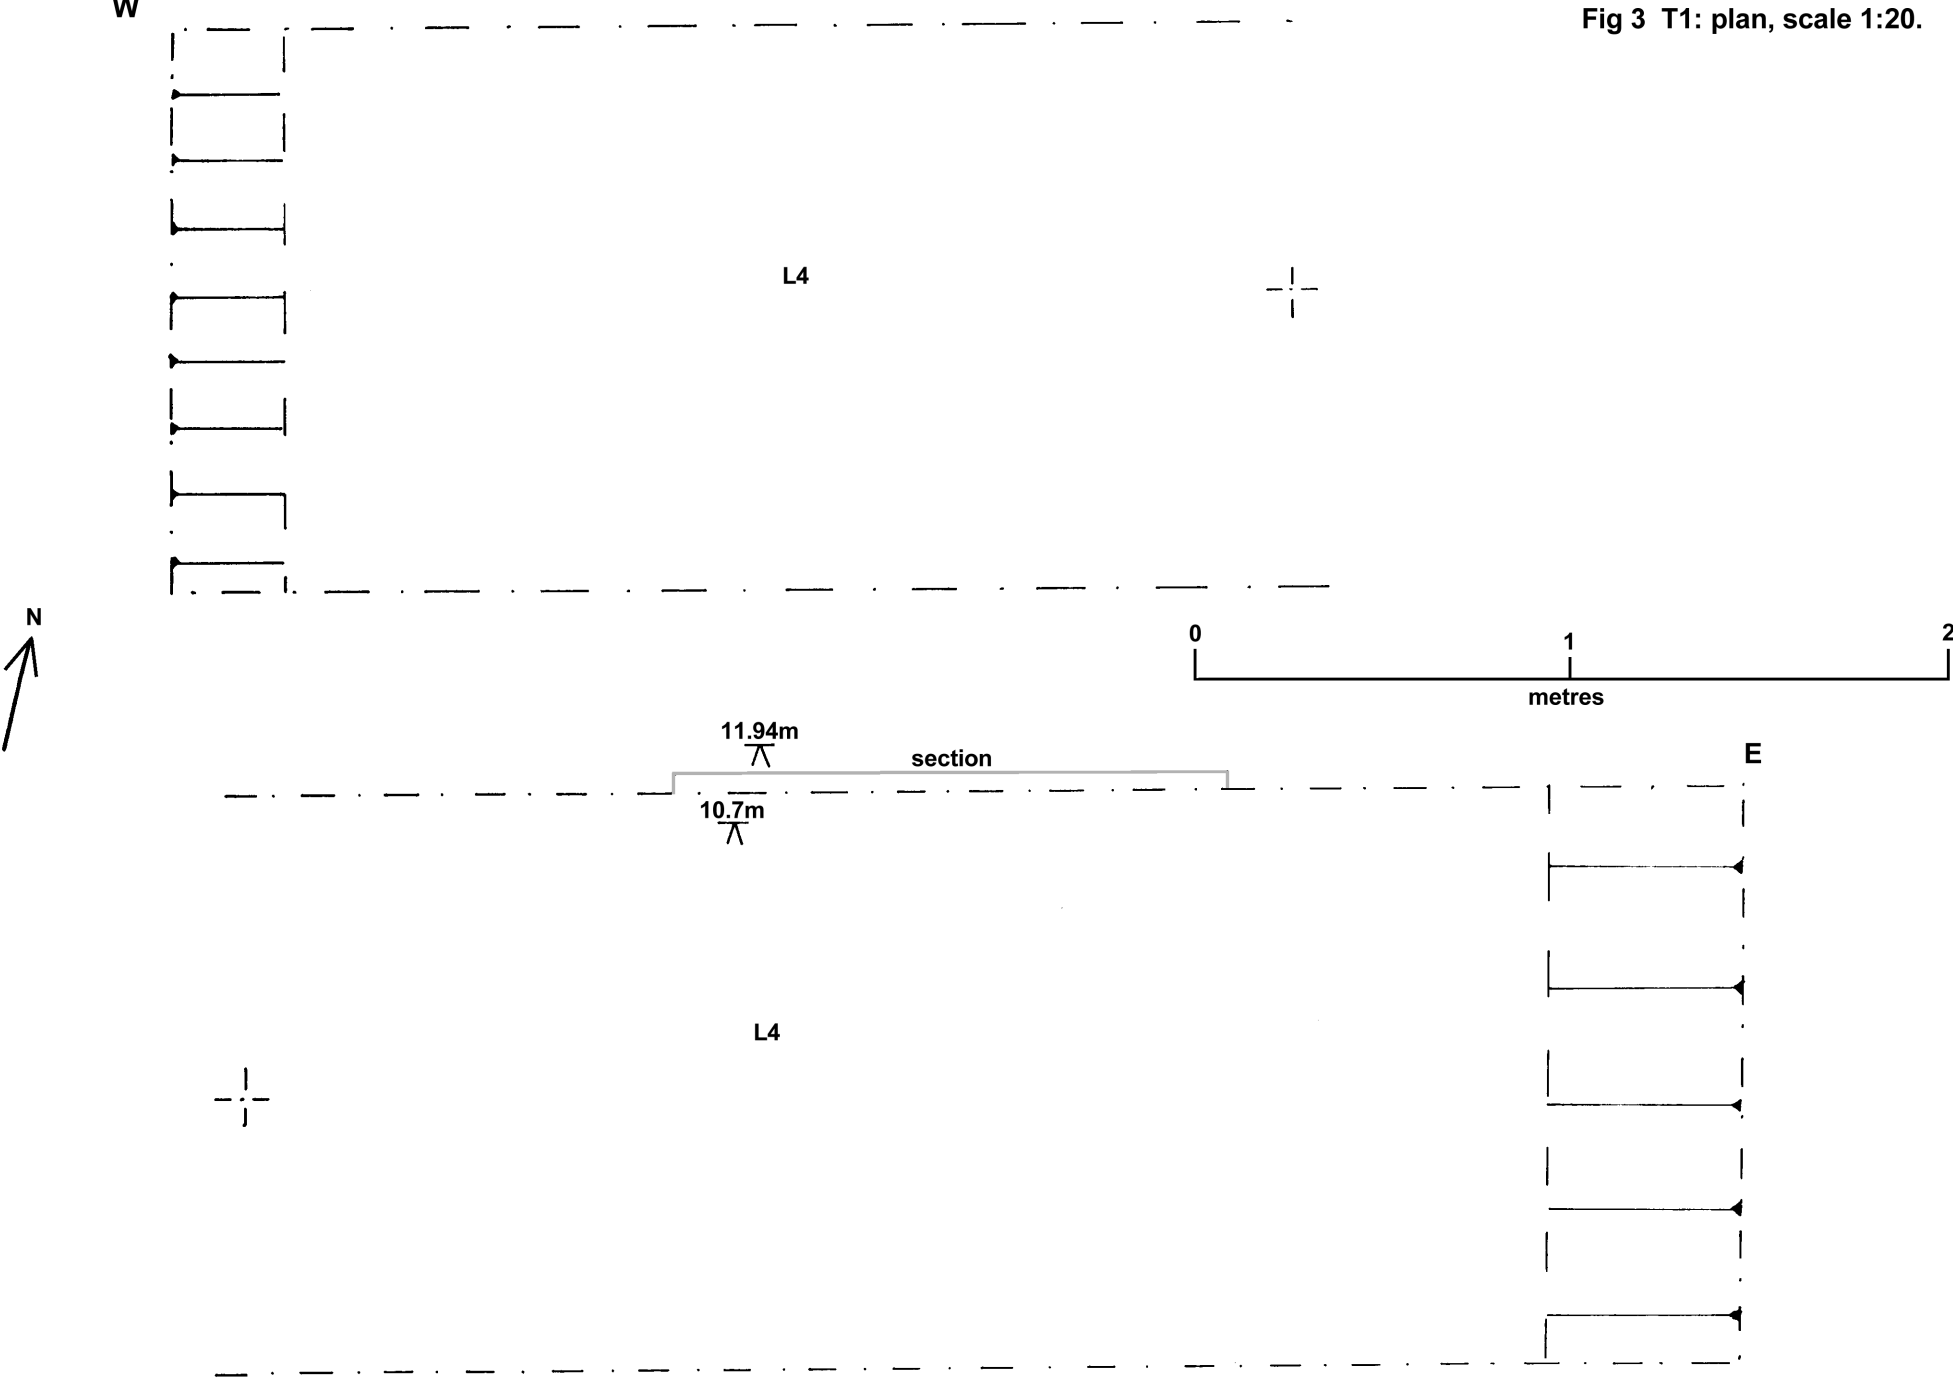 W
Fig 3 T1: plan, scale 1:20.
L4
N
0 1 2
metres
11.94m
section
E
10.7m
L4